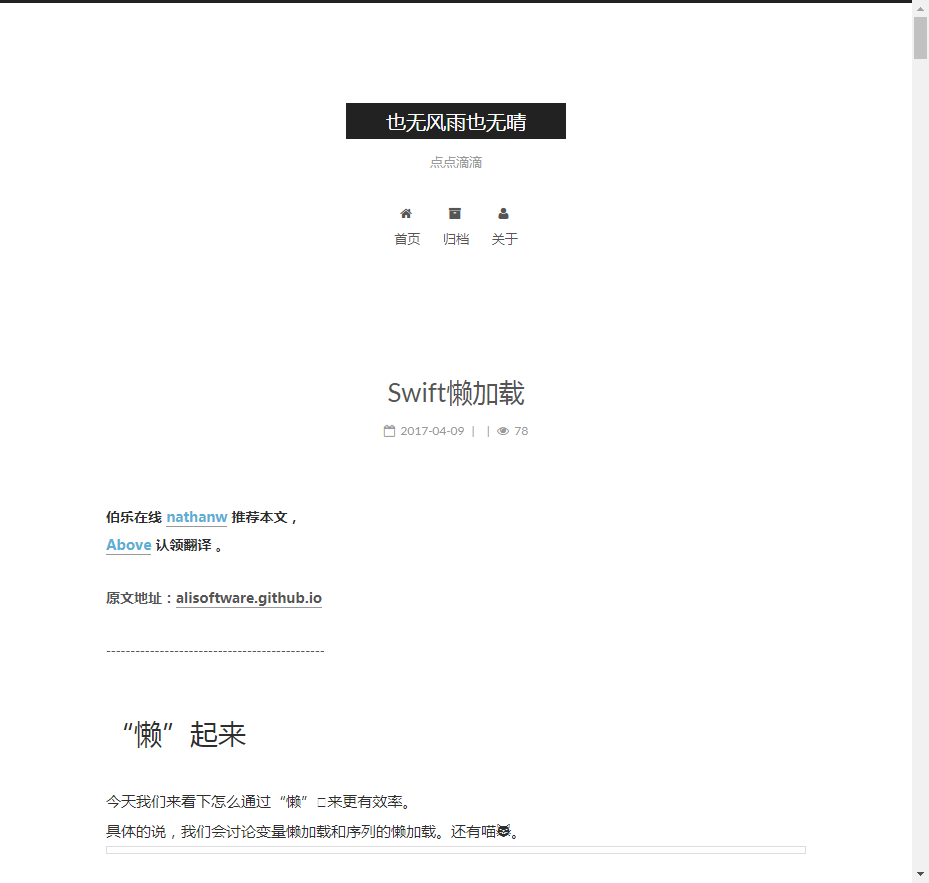 也无风雨也无晴
点点滴滴
首页 归档 关于
Swift懒加载
2017-04-09 | | 78
伯乐在线 nathanw 推荐本文，
Above 认领翻译 。
原文地址：alisoftware.github.io
---------------------------------------------
“懒”起来
今天我们来看下怎么通过“懒”□来更有效率。
具体的说，我们会讨论变量懒加载和序列的懒加载。还有喵😺。